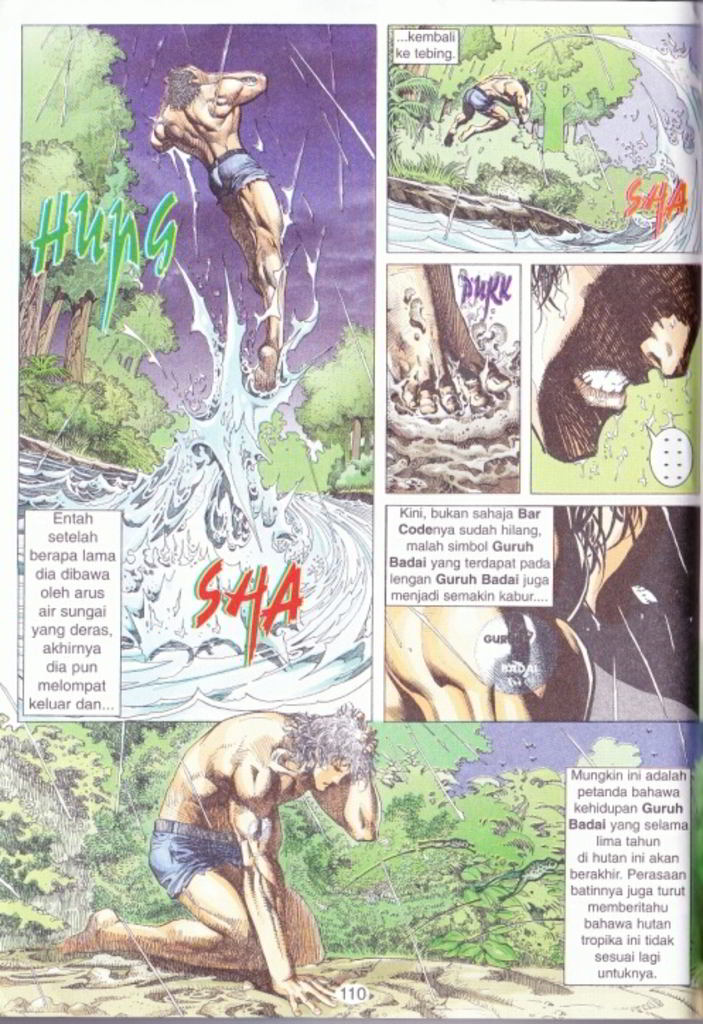 HUNG
Entah
setelah
berapa lama
dia dibawa
oleh arus
air sungai
yang deras,
akhirnya
dia pun
melompat
keluar dan...
SHA
...kembali
ke tebing.
SHA
Kini, bukan sahaja Bar
Codenya sudah hilang,
malah simbol Guruh
Badai yang terdapat pada
lengan Guruh Badai juga
menjadi semakin kabur....
BADAI
Mungkin ini adalah
petanda bahawa
kehidupan Guruh
Badai yang selama
lima tahun
di hutan ini akan
berakhir. Perasaan
batinnya juga turut
memberitahu
bahawa hutan
tropika ini tidak
sesuai lagi
untuknya.
110